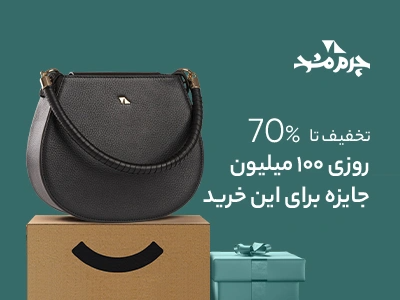 چرم مشهد
تخفیف تا 70%
روزی ۱۰۰ میلیون
جایزه برای این خرید